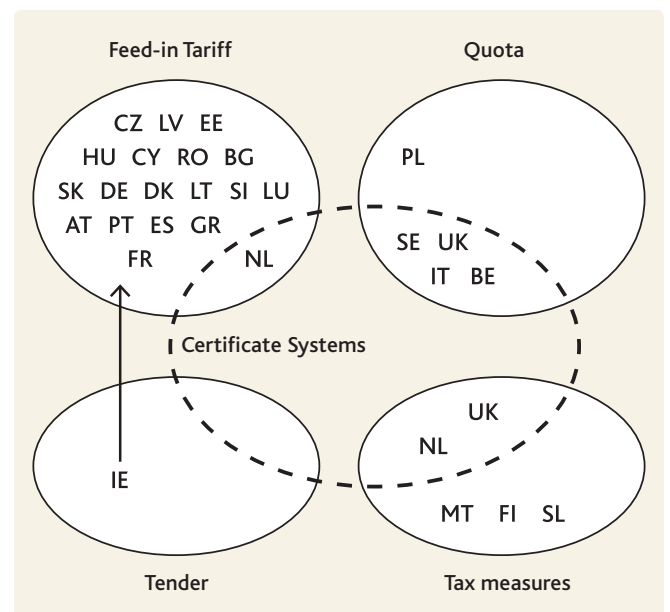 Feed-in Tariff
Quota
CZ LV EE
HU CY RO BG
SK DE DK LT SI LU
AT PT ES GR
FR NL
PL
SE UK
IT BE
Certificate Systems
IE
UK
NL
MT FI SL
Tender
Tax measures